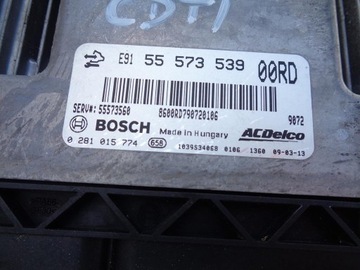 CDTI
E91 55 573 539 00RD
SERV#: 55573560 8600RD790720106 9072
BOSCH Made in Hungary ACDelco
0 281 015 774 658 1039S34068 0106 1360 09-03-13